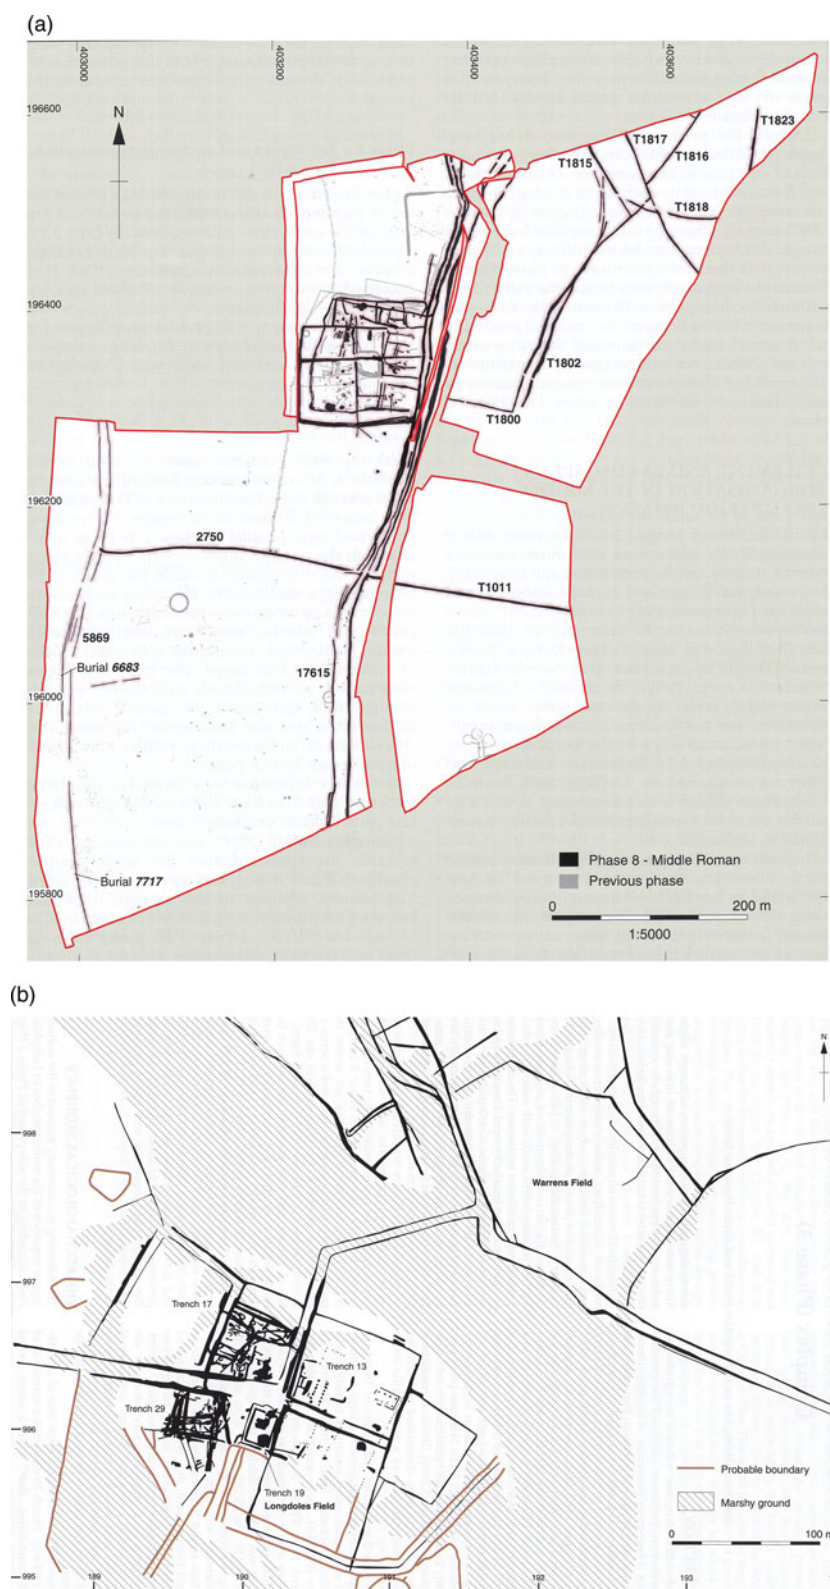 (a)
403000
403200
403400
403600
196600
N
T1823
T1817
T1815
T1816
T1818
196400
T1802
T1800
196200
2750
T1011
5869
Burial 6683
17615
196000
Phase 8 - Middle Roman
Previous phase
Burial 7717
195800
0 200 m
1:5000
(b)
N
998
Warrens Field
997
Trench 17
Trench 13
Trench 29
996
Probable boundary
Trench 19
Longdoles Field
Marshy ground
0 100 m
995
189 190 191 192 193